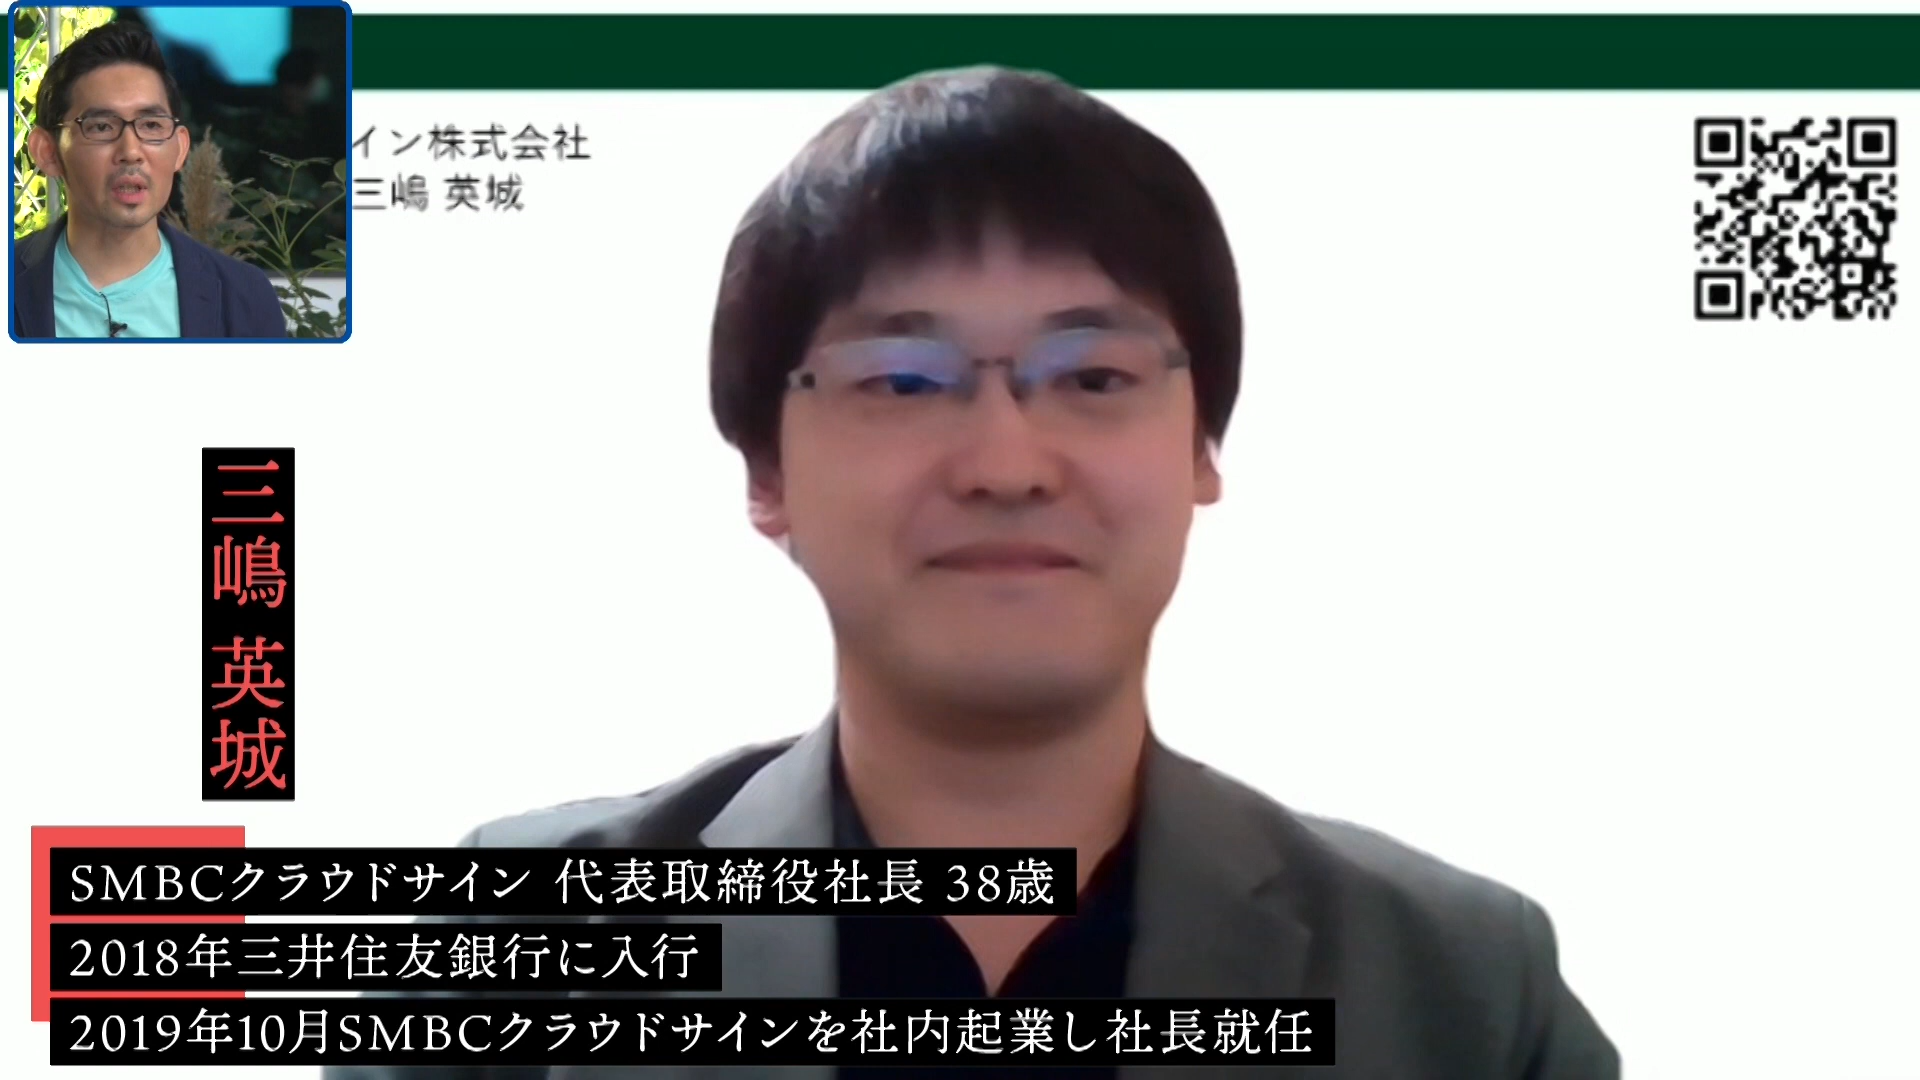 イン株式会社
三嶋 英城
三嶋 英城
SMBCクラウドサイン 代表取締役社長 38歳
2018年三井住友銀行に入行
2019年10月SMBCクラウドサインを社内起業し社長就任